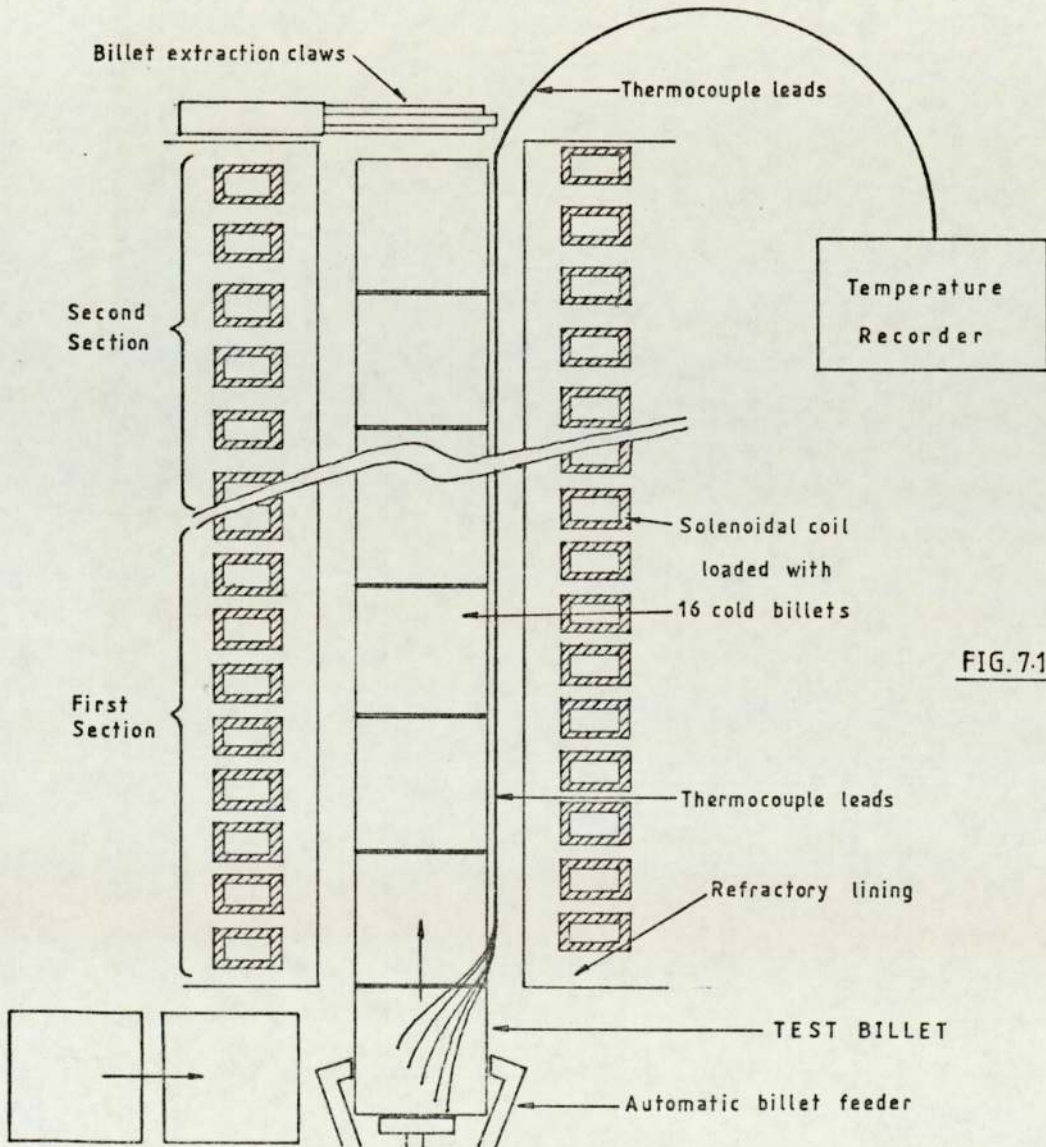 Billet extraction claws
Thermocouple leads
Temperature
Recorder
Second
Section
Solenoidal coil
loaded with
16 cold billets
FIG. 7·1
First
Section
Thermocouple leads
Refractory lining
TEST BILLET
Automatic billet feeder